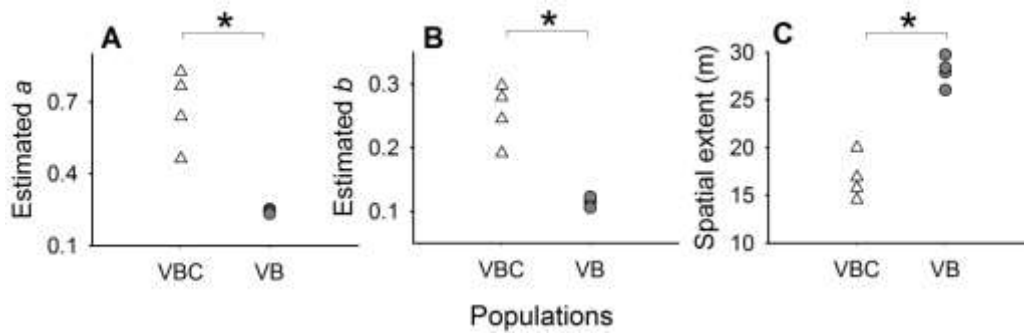 A
*
Estimated a
0.7
0.4
0.1
VBC VB
B
*
Estimated b
0.3
0.2
0.1
VBC VB
C
*
Spatial extent (m)
30
25
20
15
10
VBC VB
Populations